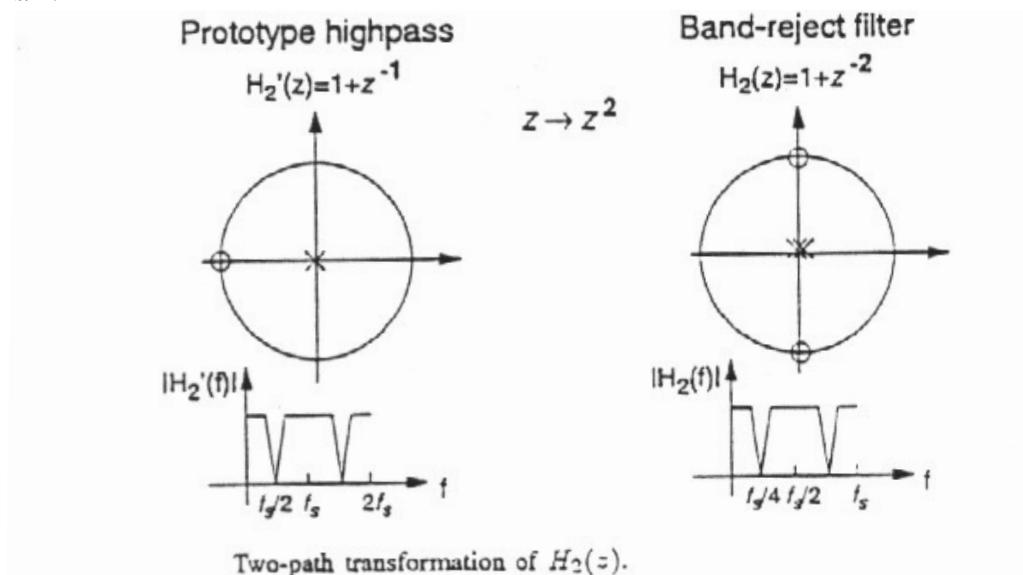 Prototype highpass
H₂'(z)=1+z⁻¹
Band-reject filter
H₂(z)=1+z⁻²
z → z²
|H₂'(f)|
f
fₛ/2 fₛ 2fₛ
|H₂(f)|
f
fₛ/4 fₛ/2 fₛ
Two-path transformation of H₂(z).